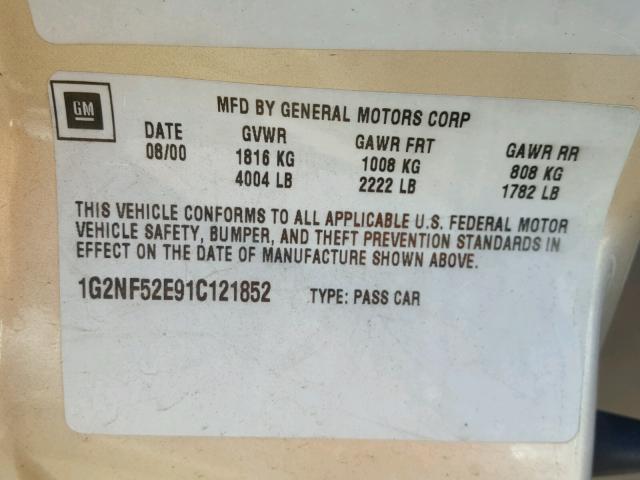 GM
MFD BY GENERAL MOTORS CORP
DATE GVWR GAWR FRT GAWR RR
08/00 1816 KG 1008 KG 808 KG
4004 LB 2222 LB 1782 LB
THIS VEHICLE CONFORMS TO ALL APPLICABLE U.S. FEDERAL MOTOR
VEHICLE SAFETY, BUMPER, AND THEFT PREVENTION STANDARDS IN
EFFECT ON THE DATE OF MANUFACTURE SHOWN ABOVE.
1G2NF52E91C121852 TYPE: PASS CAR